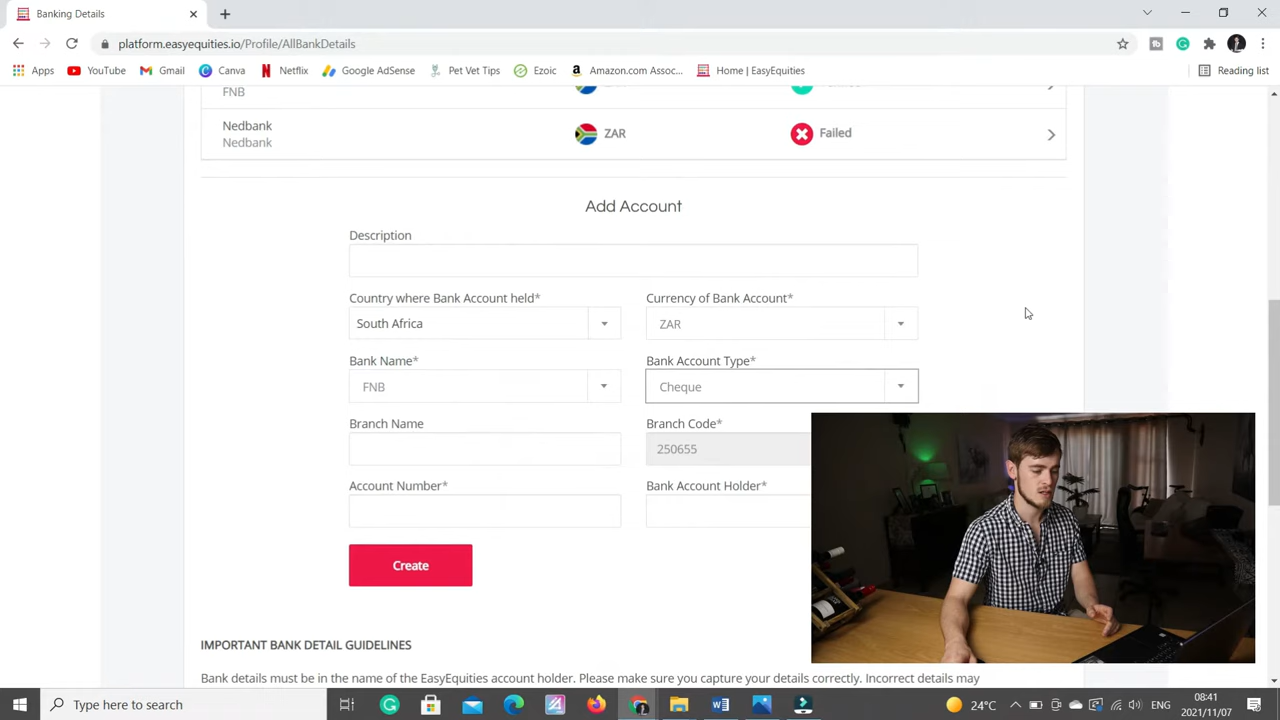 Banking Details
platform.easyequities.io/Profile/AllBankDetails
Apps YouTube Gmail Canva Netflix Google AdSense Pet Vet Tips Ezoic Amazon.com Assoc... Home | EasyEquities Reading list
FNB
Nedbank
Nedbank
ZAR
Failed
Add Account
Description
Country where Bank Account held* Currency of Bank Account*
South Africa ZAR
Bank Name* Bank Account Type*
FNB Cheque
Branch Name Branch Code*
250655
Account Number* Bank Account Holder*
Create
IMPORTANT BANK DETAIL GUIDELINES
Bank details must be in the name of the EasyEquities account holder. Please make sure you capture your details correctly. Incorrect details may
Type here to search
24°C
ENG
08:41
2021/11/07